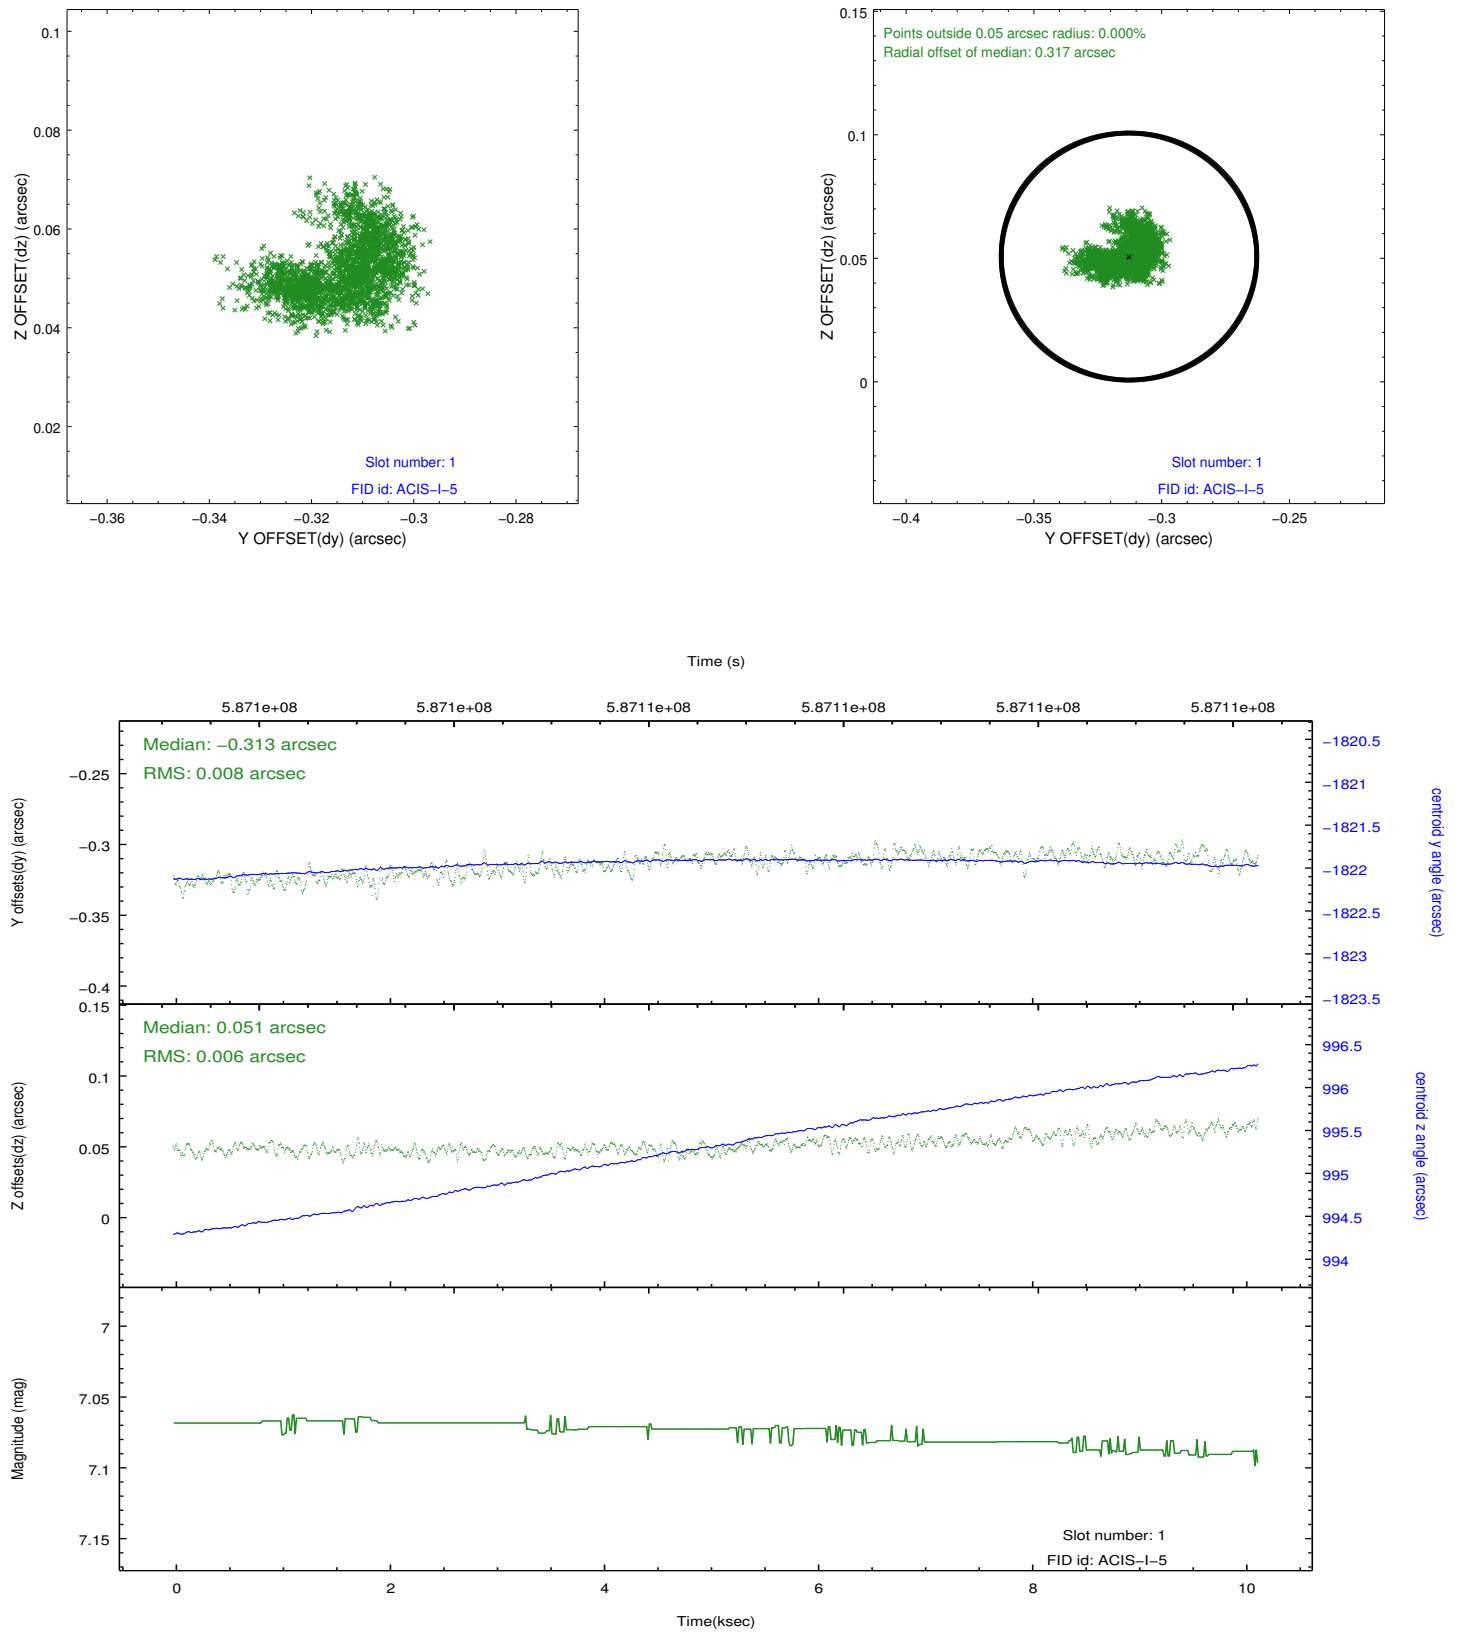 0.1
0.08
0.06
0.04
0.02
Z OFFSET(dz) (arcsec)
Slot number: 1
FID id: ACIS−I−5
−0.36 −0.34 −0.32 −0.3 −0.28
Y OFFSET(dy) (arcsec)
0.15
0.1
0.05
0
Z OFFSET(dz) (arcsec)
Points outside 0.05 arcsec radius: 0.000%
Radial offset of median: 0.317 arcsec
Slot number: 1
FID id: ACIS−I−5
−0.4 −0.35 −0.3 −0.25
Y OFFSET(dy) (arcsec)
Time (s)
5.871e+08 5.871e+08 5.8711e+08 5.8711e+08 5.8711e+08 5.8711e+08
Median: −0.313 arcsec
RMS: 0.008 arcsec
−0.25
−0.3
−0.35
−0.4
Y offsets(dy) (arcsec)
−1820.5
−1821
−1821.5
−1822
−1822.5
−1823
−1823.5
centroid y angle (arcsec)
Median: 0.051 arcsec
RMS: 0.006 arcsec
0.15
0.1
0.05
0
Z offsets(dz) (arcsec)
996.5
996
995.5
995
994.5
994
centroid z angle (arcsec)
7
7.05
7.1
7.15
Magnitude (mag)
Slot number: 1
FID id: ACIS−I−5
0 2 4 6 8 10
Time(ksec)